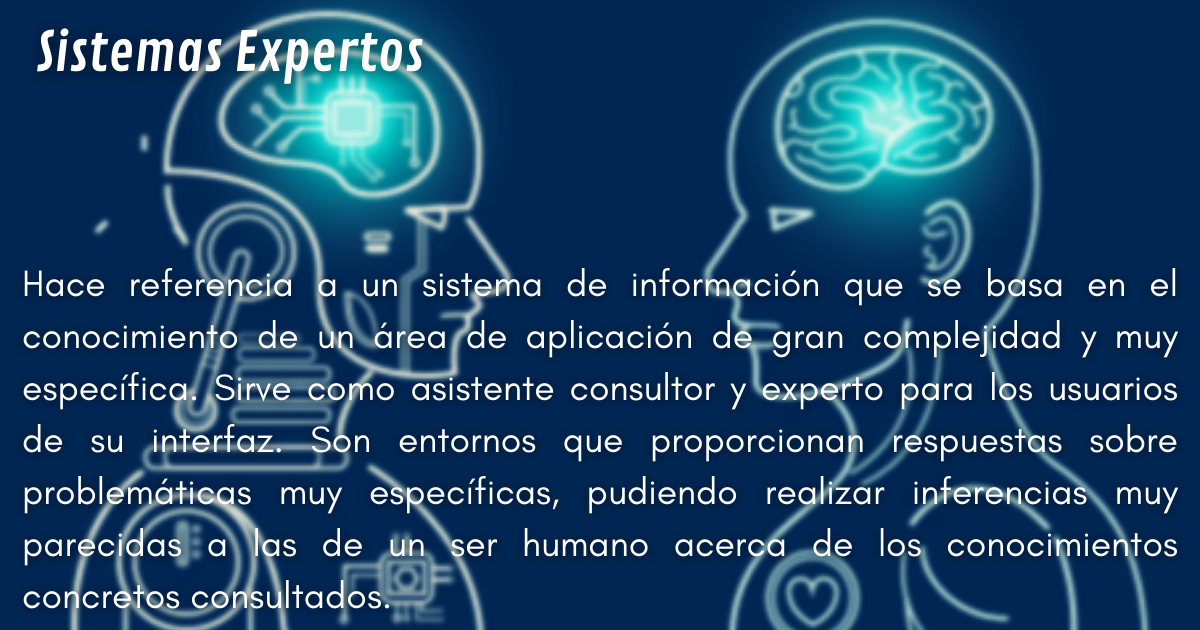 Sistemas Expertos
Hace referencia a un sistema de información que se basa en el
conocimiento de un área de aplicación de gran complejidad y muy
específica. Sirve como asistente consultor y experto para los usuarios
de su interfaz. Son entornos que proporcionan respuestas sobre
problemáticas muy específicas, pudiendo realizar inferencias muy
parecidas a las de un ser humano acerca de los conocimientos
concretos consultados.